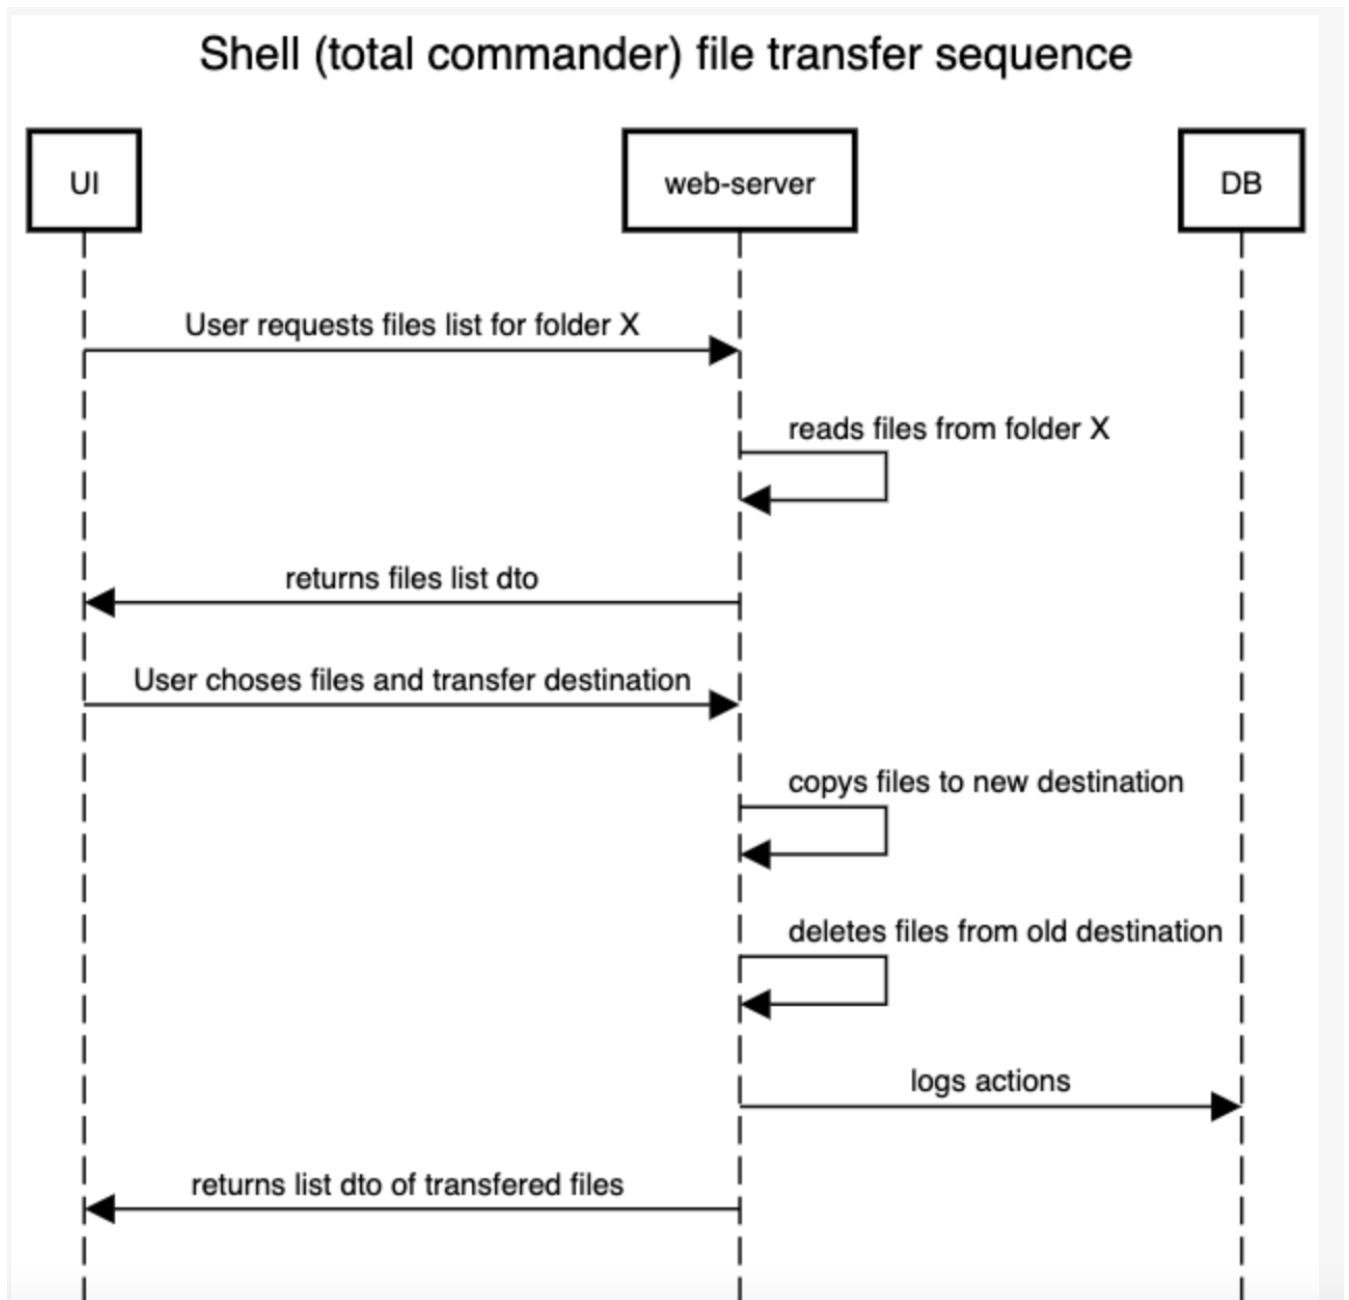 Shell (total commander) file transfer sequence
UI
web-server
DB
User requests files list for folder X
reads files from folder X
returns files list dto
User choses files and transfer destination
copys files to new destination
deletes files from old destination
logs actions
returns list dto of transfered files